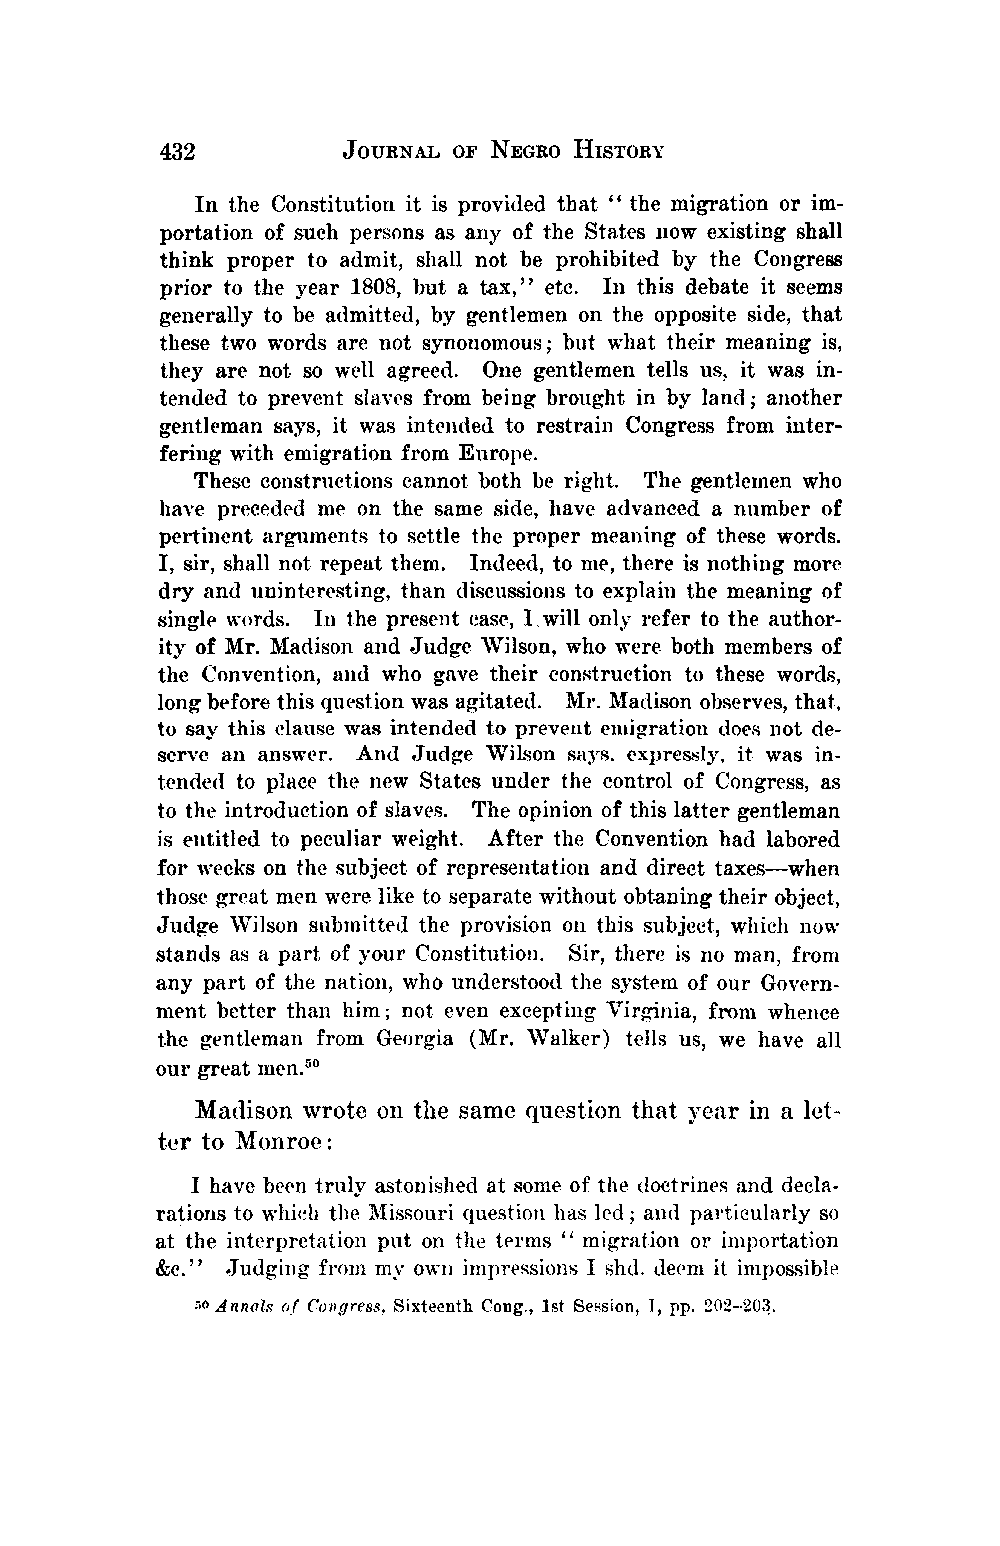 432 JOURNAL OF NEGRO HISTORY
In the Constitution it is provided that “ the migration or im-
portation of such persons as any of the States now existing shall
think proper to admit, shall not be prohibited by the Congress
prior to the year 1808, but a tax,” etc. In this debate it seems
generally to be admitted, by gentlemen on the opposite side, that
these two words are not synonomous; but what their meaning is,
they are not so well agreed. One gentlemen tells us, it was in-
tended to prevent slaves from being brought in by land; another
gentleman says, it was intended to restrain Congress from inter-
fering with emigration from Europe.
These constructions cannot both be right. The gentlemen who
have preceded me on the same side, have advanced a number of
pertinent arguments to settle the proper meaning of these words.
I, sir, shall not repeat them. Indeed, to me, there is nothing more
dry and uninteresting, than discussions to explain the meaning of
single words. In the present case, I will only refer to the author-
ity of Mr. Madison and Judge Wilson, who were both members of
the Convention, and who gave their construction to these words,
long before this question was agitated. Mr. Madison observes, that,
to say this clause was intended to prevent emigration does not de-
serve an answer. And Judge Wilson says, expressly, it was in-
tended to place the new States under the control of Congress, as
to the introduction of slaves. The opinion of this latter gentleman
is entitled to peculiar weight. After the Convention had labored
for weeks on the subject of representation and direct taxes—when
those great men were like to separate without obtaning their object,
Judge Wilson submitted the provision on this subject, which now
stands as a part of your Constitution. Sir, there is no man, from
any part of the nation, who understood the system of our Govern-
ment better than him; not even excepting Virginia, from whence
the gentleman from Georgia (Mr. Walker) tells us, we have all
our great men.50
Madison wrote on the same question that year in a let-
ter to Monroe:
I have been truly astonished at some of the doctrines and decla-
rations to which the Missouri question has led; and particularly so
at the interpretation put on the terms “ migration or importation
&c.” Judging from my own impressions I shd. deem it impossible
50 Annals of Congress, Sixteenth Cong., 1st Session, I, pp. 202–203.